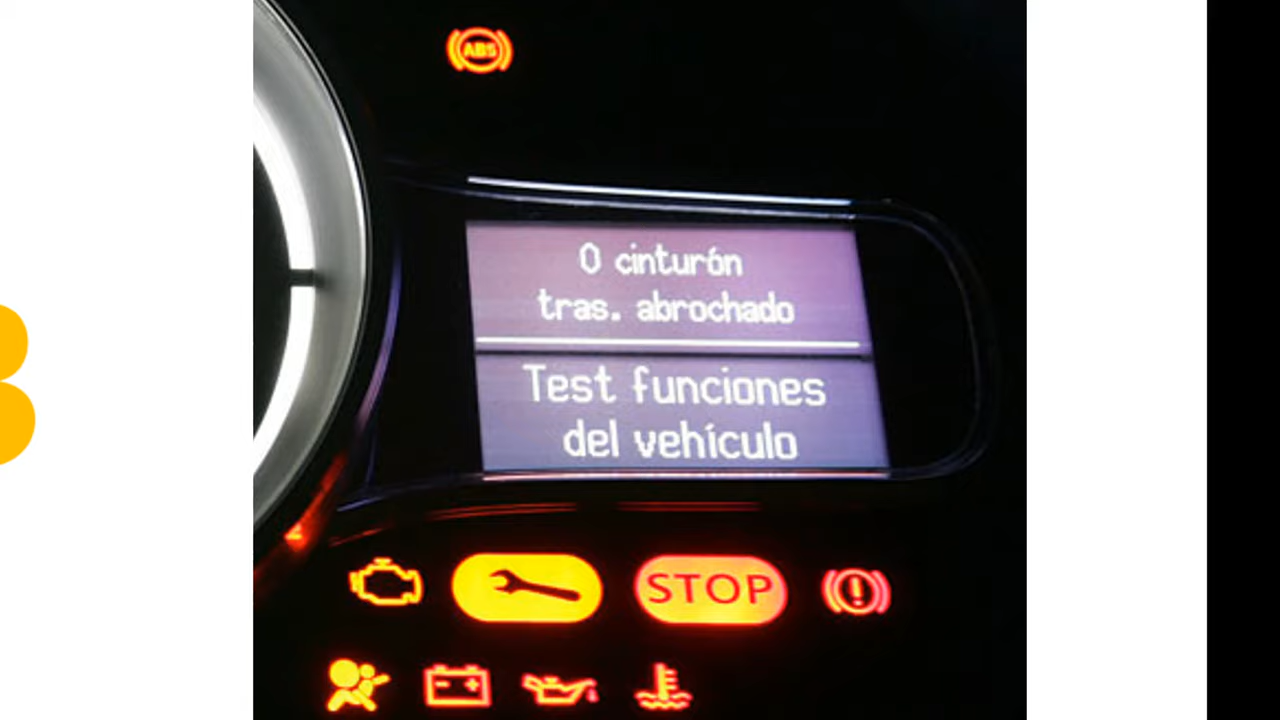 ABS
0 cinturón
tras. abrochado
Test funciones
del vehículo
STOP